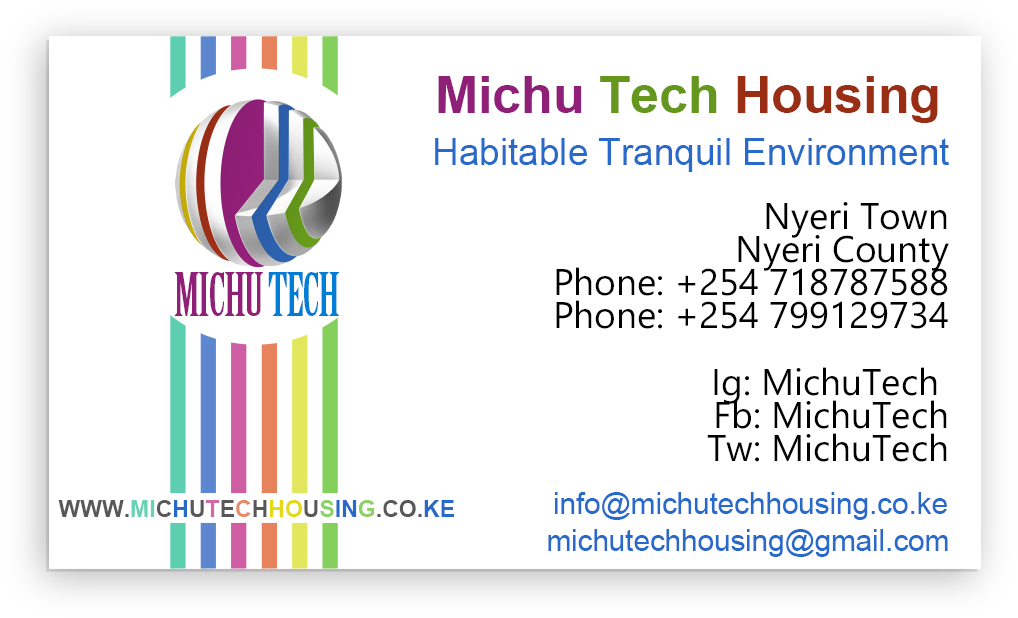 Michu Tech Housing
Habitable Tranquil Environment
Nyeri Town
Nyeri County
Phone: +254 718787588
Phone: +254 799129734
Ig: MichuTech
Fb: MichuTech
Tw: MichuTech
info@michutechhousing.co.ke
michutechhousing@gmail.com
MICHU TECH
WWW.MICHUTECHHOUSING.CO.KE